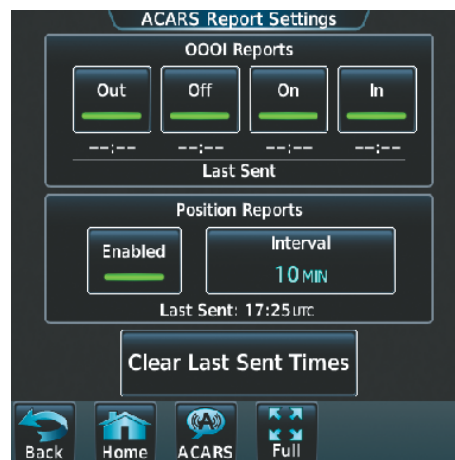 ACARS Report Settings
OOOI Reports
Out Off On In
--:-- --:-- --:-- --:--
Last Sent
Position Reports
Enabled
Interval
10 MIN
Last Sent: 17:25 UTC
Clear Last Sent Times
Back Home ACARS Full